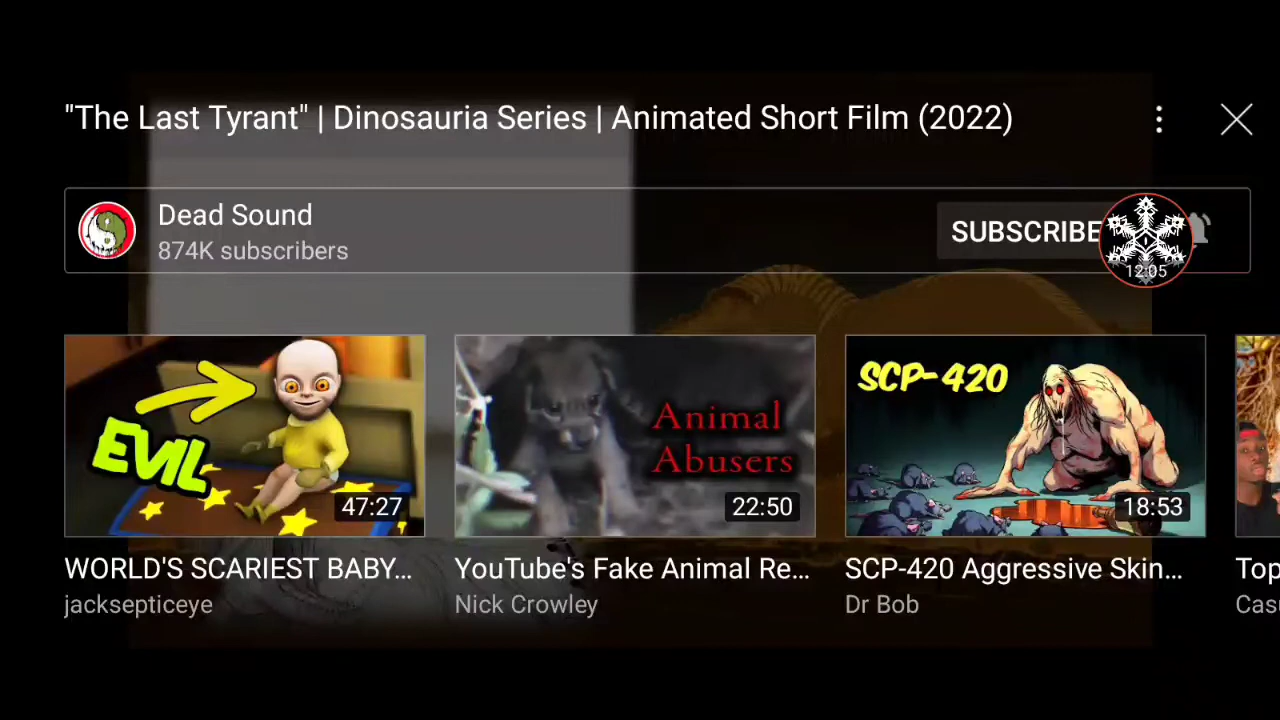 "The Last Tyrant" | Dinosauria Series | Animated Short Film (2022)
Dead Sound
874K subscribers
SUBSCRIBE
12:05
EVIL
47:27
Animal
Abusers
22:50
SCP-420
18:53
WORLD'S SCARIEST BABY...
jacksepticeye
YouTube's Fake Animal Re...
Nick Crowley
SCP-420 Aggressive Skin...
Dr Bob
Top